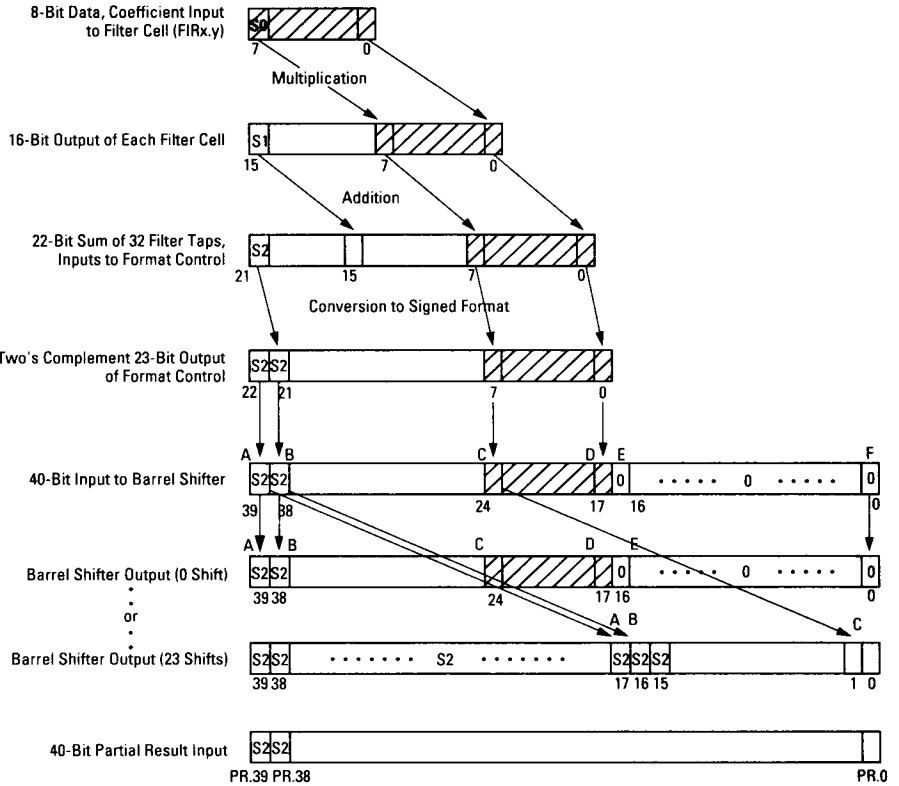 8-Bit Data, Coefficient Input
to Filter Cell (FIRx.y)
S0
7 0
Multiplication
16-Bit Output of Each Filter Cell
S1
15 7 0
Addition
22-Bit Sum of 32 Filter Taps,
Inputs to Format Control
S2
21 15 7 0
Conversion to Signed Format
Two's Complement 23-Bit Output
of Format Control
S2 S2
22 21 7 0
A B C D E F
40-Bit Input to Barrel Shifter
S2 S2 0 ..... 0 ..... 0
39 38 24 17 16 0
A B C D E
Barrel Shifter Output (0 Shift)
S2 S2 0 ..... 0 ..... 0
39 38 24 17 16 0
or
A B C
Barrel Shifter Output (23 Shifts)
S2 S2 ....... S2 ....... S2 S2 S2
39 38 17 16 15 1 0
40-Bit Partial Result Input
S2 S2
PR.39 PR.38 PR.0